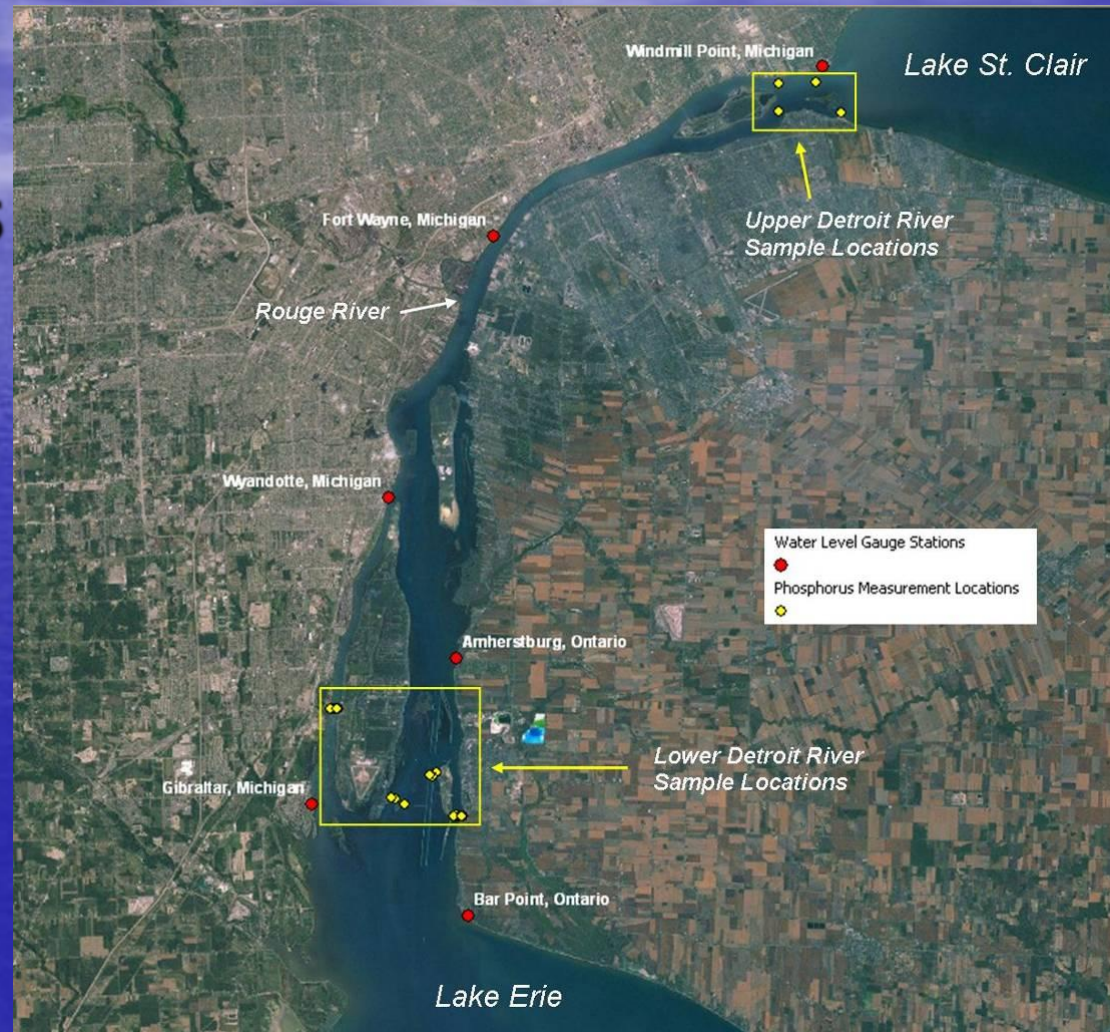 Windmill Point, Michigan
Lake St. Clair
Fort Wayne, Michigan
Upper Detroit River
Sample Locations
Rouge River
Wyandotte, Michigan
Water Level Gauge Stations
Phosphorus Measurement Locations
Amherstburg, Ontario
Lower Detroit River
Sample Locations
Gibraltar, Michigan
Bar Point, Ontario
Lake Erie